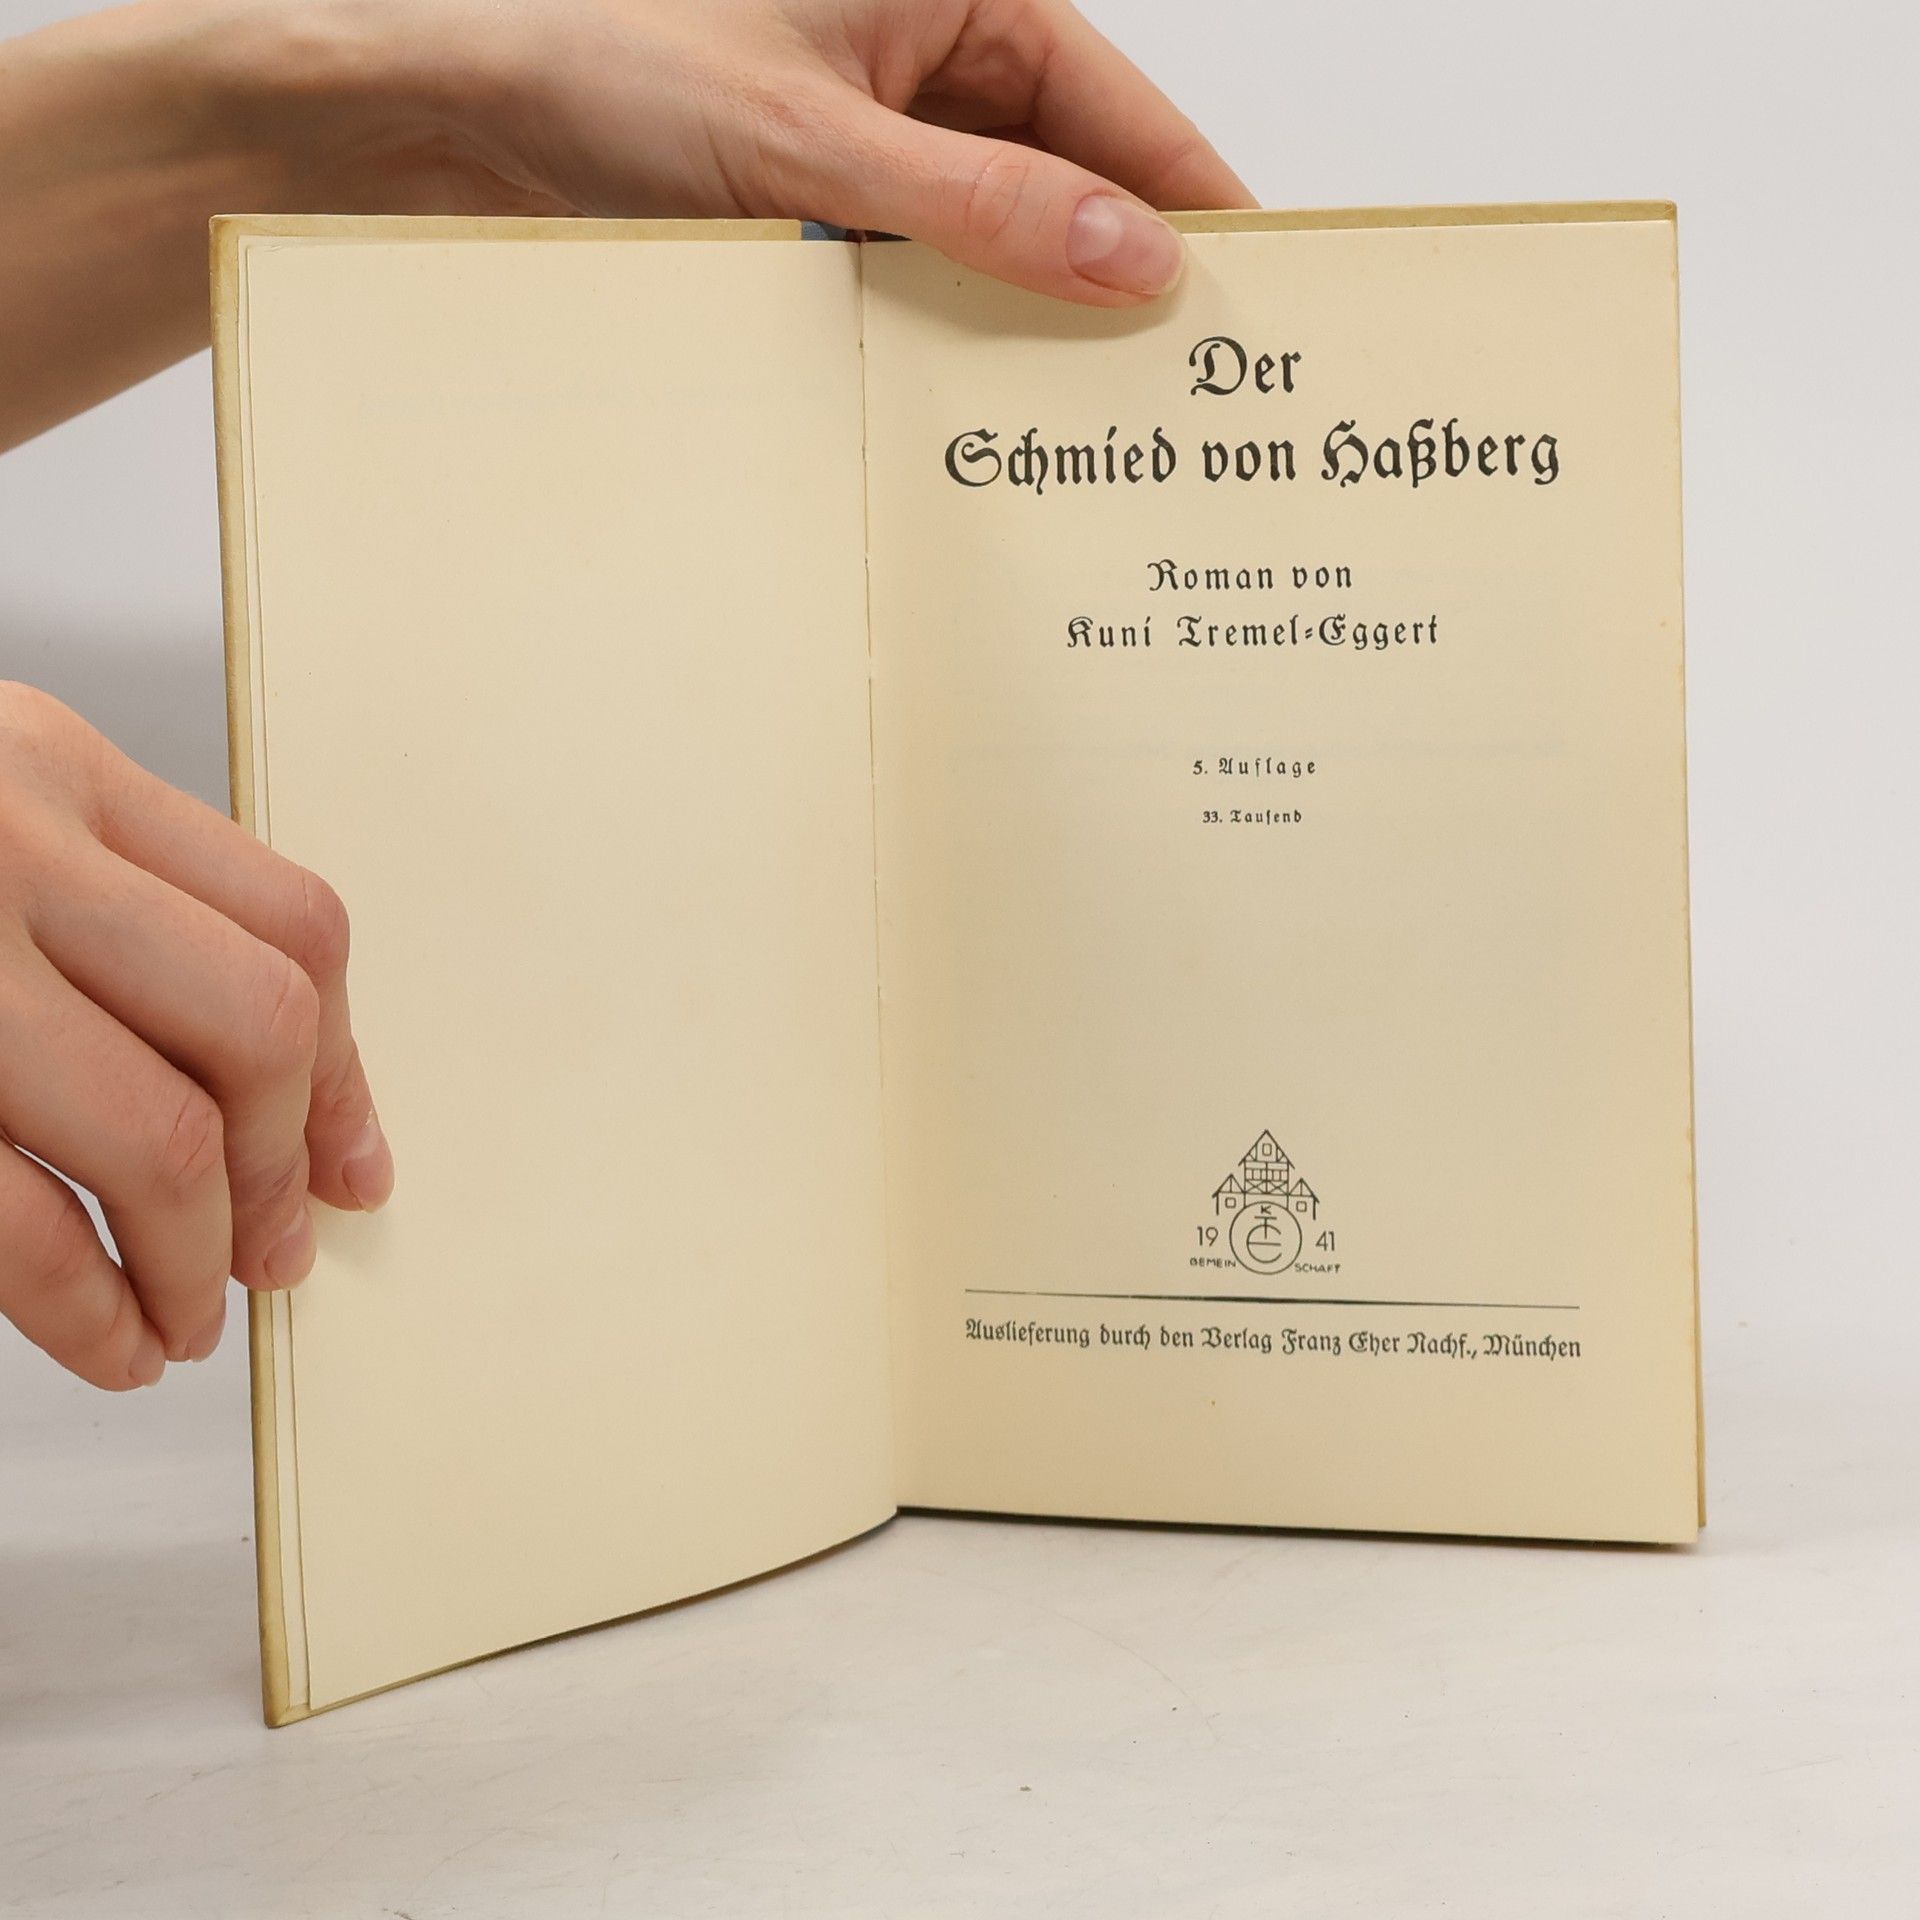 Der
Schmied von Haßberg
Roman von
Kuni Tremel-Eggert
5. Auflage
33. Tausend
K
T
E
19 41
GEMEIN SCHAFT
Auslieferung durch den Verlag Franz Eher Nachf., München